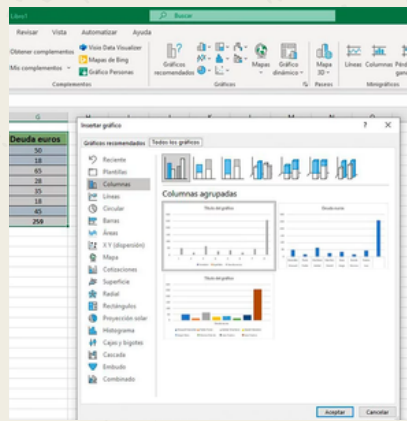 Libro1
Buscar
Revisar Vista Automatizar Ayuda
Obtener complementos
Mis complementos
Visio Data Visualizer
Mapas de Bing
Gráfico Personas
Complementos
Gráficos recomendados
Mapas
Gráfico dinámico
Gráficos
Mapa 3D
Paseos
Líneas Columnas
Minigráficos
G
Deuda euros
50
18
65
28
35
18
45
259
Insertar gráfico
? X
Gráficos recomendados Todos los gráficos
Reciente
Plantillas
Columnas
Líneas
Circular
Barras
Áreas
X Y (dispersión)
Mapa
Cotizaciones
Superficie
Radial
Rectángulos
Proyección solar
Histograma
Cajas y bigotes
Cascada
Embudo
Combinado
Columnas agrupadas
Título del gráfico
Deuda euros
Título del gráfico
Aceptar Cancelar